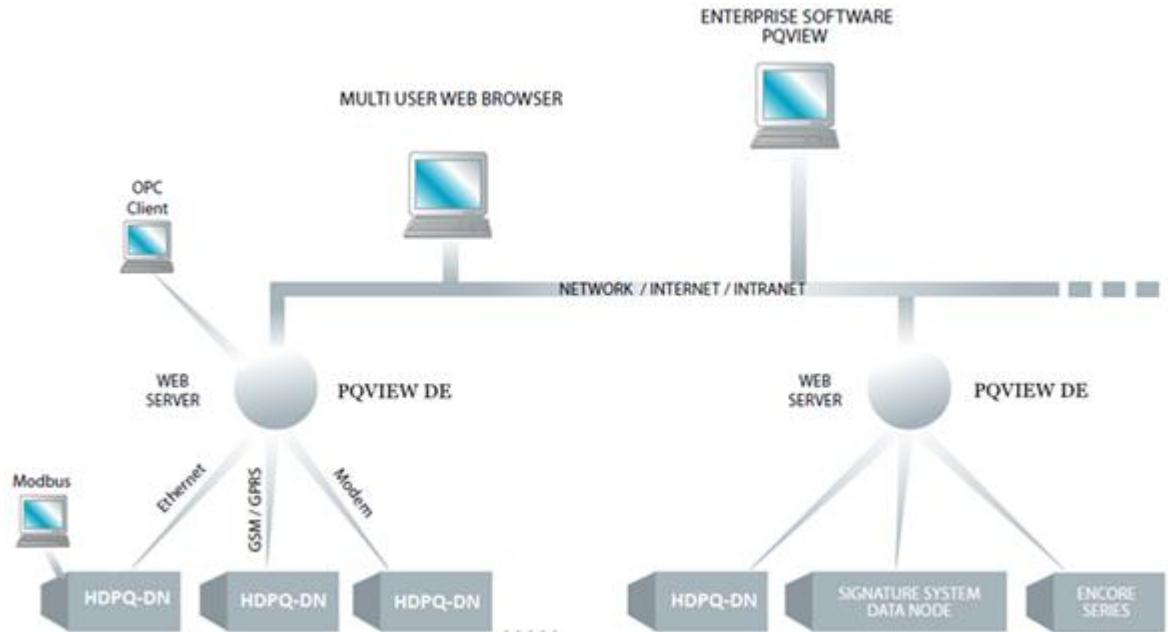 ENTERPRISE SOFTWARE
PQVIEW
MULTI USER WEB BROWSER
OPC
Client
NETWORK / INTERNET / INTRANET
WEB
SERVER
PQVIEW DE
WEB
SERVER
PQVIEW DE
Modbus
Ethernet
GSM / GPRS
Modem
HDPQ-DN
HDPQ-DN
HDPQ-DN
HDPQ-DN
SIGNATURE SYSTEM
DATA NODE
ENCORE
SERIES